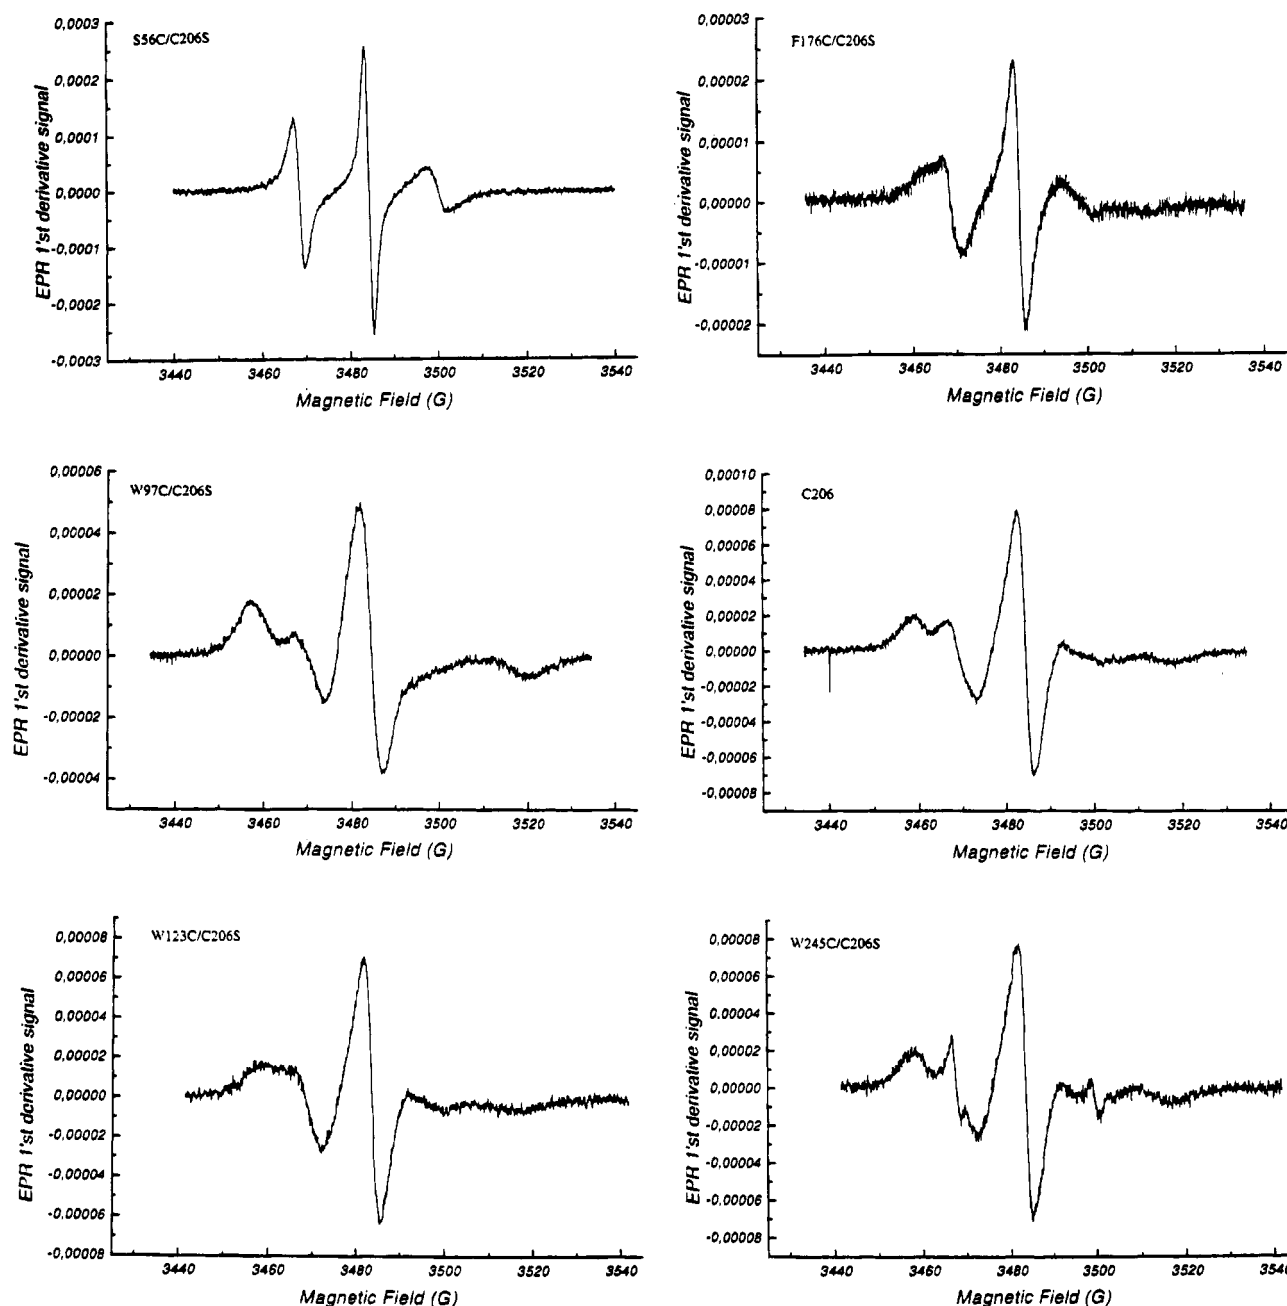 S56C/C206S
EPR 1'st derivative signal
0,0003
0,0002
0,0001
0,0000
-0,0001
-0,0002
-0,0003
3440 3460 3480 3500 3520 3540
Magnetic Field (G)
F176C/C206S
EPR 1'st derivative signal
0,00003
0,00002
0,00001
0,00000
-0,00001
-0,00002
3440 3460 3480 3500 3520 3540
Magnetic Field (G)
W97C/C206S
EPR 1'st derivative signal
0,00006
0,00004
0,00002
0,00000
-0,00002
-0,00004
3440 3460 3480 3500 3520 3540
Magnetic Field (G)
C206
EPR 1'st derivative signal
0,00010
0,00008
0,00006
0,00004
0,00002
0,00000
-0,00002
-0,00004
-0,00006
-0,00008
3440 3460 3480 3500 3520 3540
Magnetic Field (G)
W123C/C206S
EPR 1'st derivative signal
0,00008
0,00006
0,00004
0,00002
0,00000
-0,00002
-0,00004
-0,00006
-0,00008
3440 3460 3480 3500 3520 3540
Magnetic Field (G)
W245C/C206S
EPR 1'st derivative signal
0,00008
0,00006
0,00004
0,00002
0,00000
-0,00002
-0,00004
-0,00006
-0,00008
3440 3460 3480 3500 3520 3540
Magnetic Field (G)